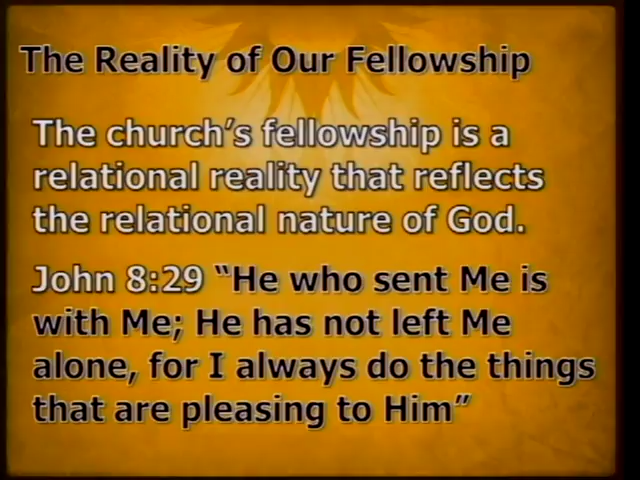 The Reality of Our Fellowship
The church's fellowship is a
relational reality that reflects
the relational nature of God.
John 8:29 “He who sent Me is
with Me; He has not left Me
alone, for I always do the things
that are pleasing to Him”